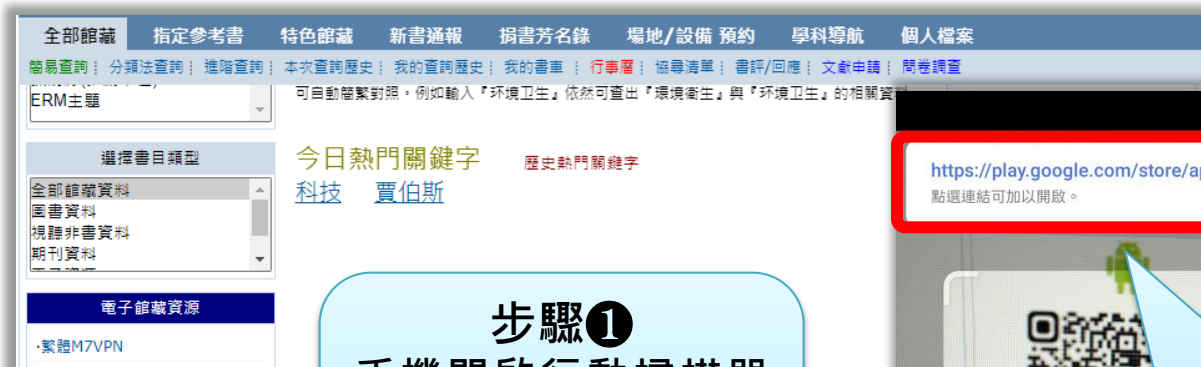 全部館藏 指定參考書 特色館藏 新書通報 捐書芳名錄 場地/設備 預約 學科導航 個人檔案
簡易查詢 分類法查詢 進階查詢 本次查詢歷史 我的查詢歷史 我的書車 行事曆 協尋清單 書評/回應 文獻申請 問卷調查
ERM主題
可自動簡繁對照。例如輸入『环境卫生』依然可查出『環境衛生』與『环境卫生』的相關資料
選擇書目類型
全部館藏資料
圖書資料
視聽非書資料
期刊資料
今日熱門關鍵字 歷史熱門關鍵字
科技 賈伯斯
https://play.google.com/store/ap
點選連結可加以開啟。
電子館藏資源
·繁體M7VPN
步驟❶
手機開啟行動掃描器